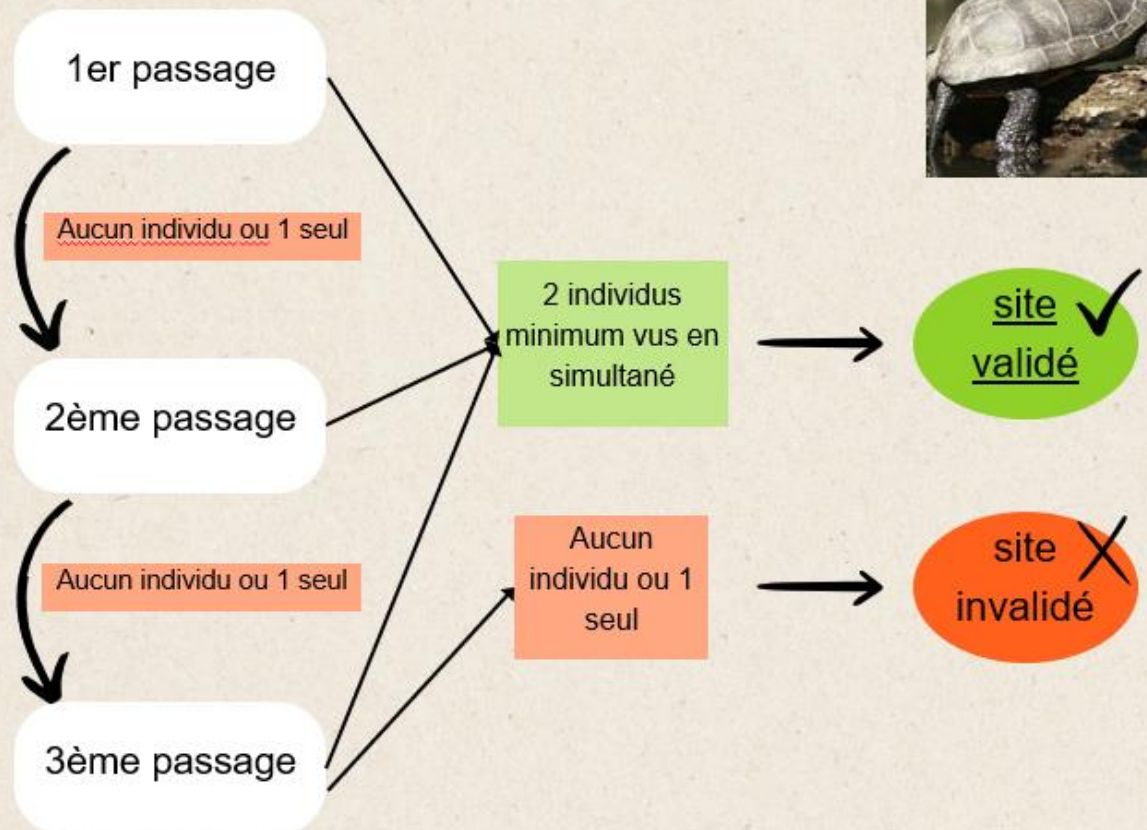 1er passage
Aucun individu ou 1 seul
2 individus
minimum vus en
simultané
site
validé
2ème passage
Aucun individu ou 1 seul
Aucun
individu ou 1
seul
site
invalidé
3ème passage